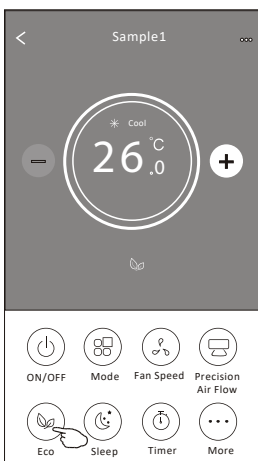 Sample1
Cool
26.0 °C
ON/OFF Mode Fan Speed Precision
Air Flow
Eco Sleep Timer More